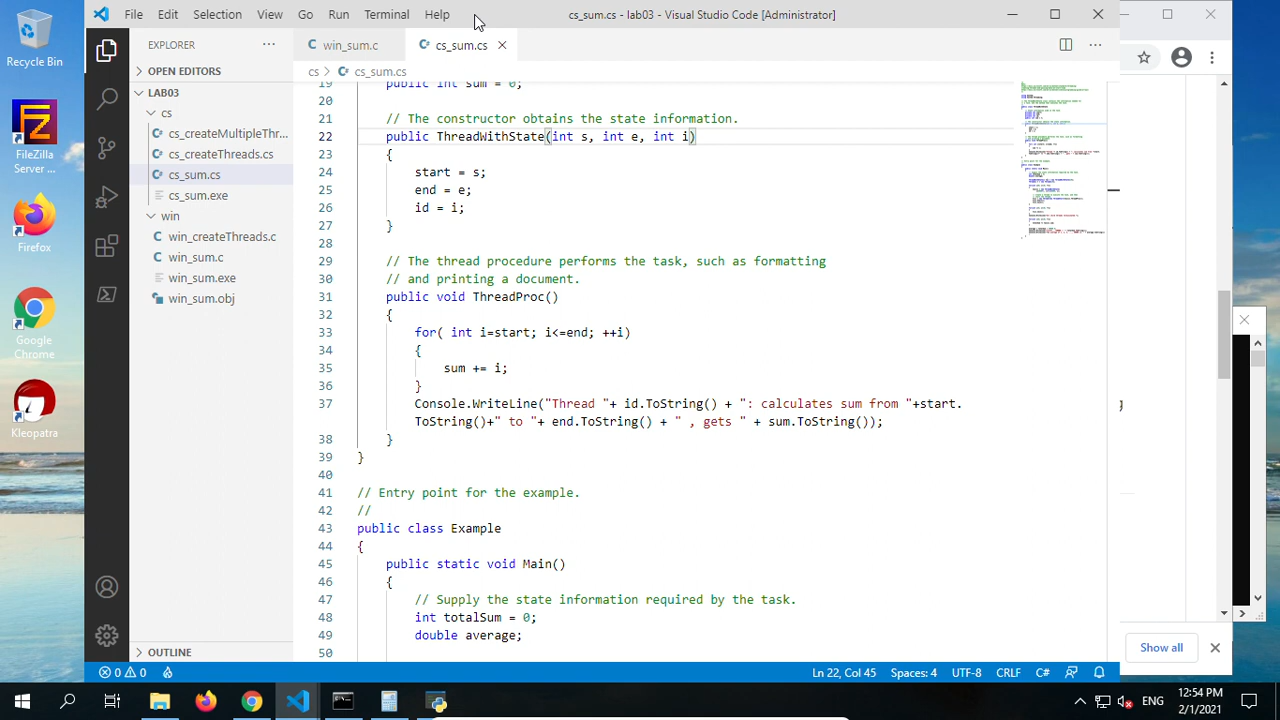 File Edit Selection View Go Run Terminal Help
cs_sum.cs - lab03 - Visual Studio Code [Administrator]
EXPLORER
win_sum.c
cs_sum.cs
OPEN EDITORS
cs
cs_sum.cs
LAB03
cs
cs_createMultipleThr...
cs_createThreads.cs
cs_sum.cs
cs_sum.exe
win
win_createThreads.c
win_sum.c
win_sum.exe
win_sum.obj
OUTLINE
19 public int sum = 0;
20
21 // The constructor obtains the state information.
22 public ThreadWithState(int s, int e, int i)
23 {
24 start = s;
25 end = e;
26 id = i;
27 }
28
29 // The thread procedure performs the task, such as formatting
30 // and printing a document.
31 public void ThreadProc()
32 {
33 for( int i=start; i<=end; ++i)
34 {
35 sum += i;
36 }
37 Console.WriteLine("Thread "+ id.ToString() + ": calculates sum from "+start.
ToString()+" to "+ end.ToString() + " , gets " + sum.ToString());
38 }
39 }
40
41 // Entry point for the example.
42 //
43 public class Example
44 {
45 public static void Main()
46 {
47 // Supply the state information required by the task.
48 int totalSum = 0;
49 double average;
50
0 0
Ln 22, Col 45 Spaces: 4 UTF-8 CRLF C#
Recycle Bin
FileZilla
Server ...
Firefox
Google
Chrome
Kleopatra
Show all
ENG
12:54 PM
2/1/2021